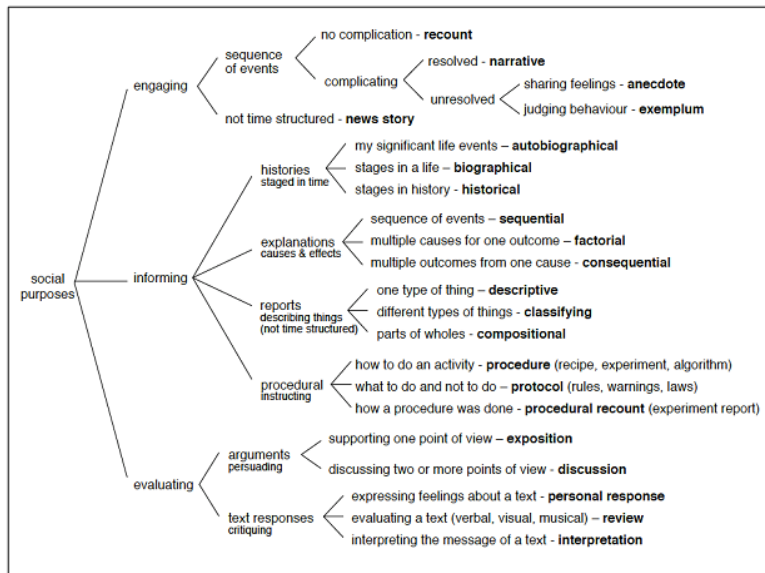 no complication - recount
sequence
of events
resolved - narrative
complicating
sharing feelings - anecdote
engaging
unresolved
judging behaviour - exemplum
not time structured - news story
my significant life events – autobiographical
histories
staged in time
stages in a life – biographical
stages in history - historical
sequence of events – sequential
explanations
causes & effects
multiple causes for one outcome – factorial
multiple outcomes from one cause - consequential
social
purposes
informing
one type of thing – descriptive
reports
describing things
(not time structured)
different types of things - classifying
parts of wholes – compositional
how to do an activity - procedure (recipe, experiment, algorithm)
procedural
instructing
what to do and not to do – protocol (rules, warnings, laws)
how a procedure was done - procedural recount (experiment report)
supporting one point of view – exposition
arguments
persuading
discussing two or more points of view - discussion
evaluating
expressing feelings about a text - personal response
text responses
critiquing
evaluating a text (verbal, visual, musical) – review
interpreting the message of a text - interpretation